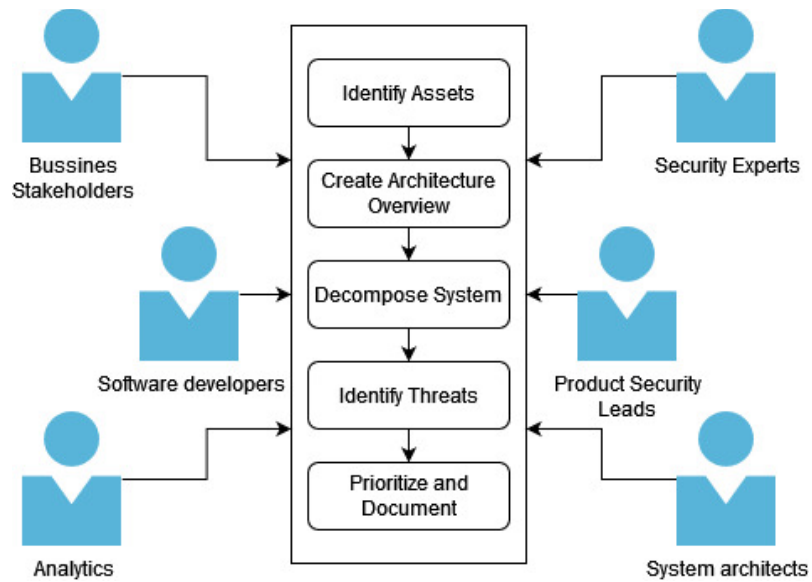 Identify Assets
Bussines
Stakeholders
Security Experts
Create Architecture
Overview
Decompose System
Software developers
Product Security
Leads
Identify Threats
Prioritize and
Document
Analytics
System architects